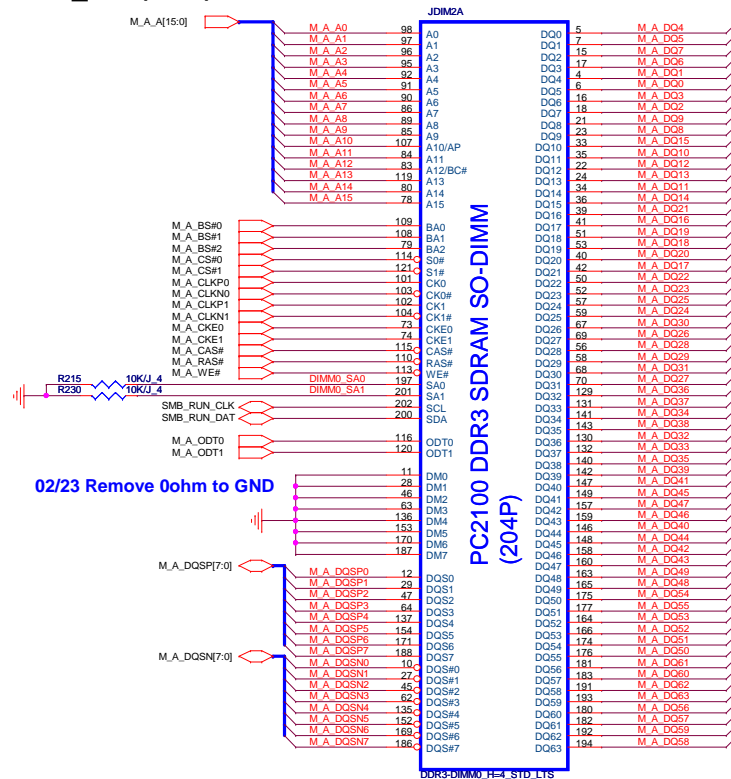 JDIM2A
M_A_A[15:0]
M_A_A0 98 A0
M_A_A1 97 A1
M_A_A2 96 A2
M_A_A3 95 A3
M_A_A4 92 A4
M_A_A5 91 A5
M_A_A6 90 A6
M_A_A7 86 A7
M_A_A8 89 A8
M_A_A9 85 A9
M_A_A10 107 A10/AP
M_A_A11 84 A11
M_A_A12 83 A12/BC#
M_A_A13 119 A13
M_A_A14 80 A14
M_A_A15 78 A15
M_A_BS#0 109 BA0
M_A_BS#1 108 BA1
M_A_BS#2 79 BA2
M_A_CS#0 114 S0#
M_A_CS#1 121 S1#
M_A_CLKP0 101 CK0
M_A_CLKN0 103 CK0#
M_A_CLKP1 102 CK1
M_A_CLKN1 104 CK1#
M_A_CKE0 73 CKE0
M_A_CKE1 74 CKE1
M_A_CAS# 115 CAS#
M_A_RAS# 110 RAS#
M_A_WE# 113 WE#
R215 10K/J_4 DIMM0_SA0 197 SA0
R230 10K/J_4 DIMM0_SA1 201 SA1
SMB_RUN_CLK 202 SCL
SMB_RUN_DAT 200 SDA
M_A_ODT0 116 ODT0
M_A_ODT1 120 ODT1
02/23 Remove 0ohm to GND
11 DM0
28 DM1
46 DM2
63 DM3
136 DM4
153 DM5
170 DM6
187 DM7
M_A_DQSP[7:0]
M_A_DQSP0 12 DQS0
M_A_DQSP1 29 DQS1
M_A_DQSP2 47 DQS2
M_A_DQSP3 64 DQS3
M_A_DQSP4 137 DQS4
M_A_DQSP5 154 DQS5
M_A_DQSP6 171 DQS6
M_A_DQSP7 188 DQS7
M_A_DQSN[7:0]
M_A_DQSN0 10 DQS#0
M_A_DQSN1 27 DQS#1
M_A_DQSN2 45 DQS#2
M_A_DQSN3 62 DQS#3
M_A_DQSN4 135 DQS#4
M_A_DQSN5 152 DQS#5
M_A_DQSN6 169 DQS#6
M_A_DQSN7 186 DQS#7
PC2100 DDR3 SDRAM SO-DIMM
(204P)
DQ0 5 M_A_DQ4
DQ1 7 M_A_DQ5
DQ2 15 M_A_DQ7
DQ3 17 M_A_DQ6
DQ4 4 M_A_DQ1
DQ5 6 M_A_DQ0
DQ6 16 M_A_DQ3
DQ7 18 M_A_DQ2
DQ8 21 M_A_DQ9
DQ9 23 M_A_DQ8
DQ10 33 M_A_DQ15
DQ11 35 M_A_DQ10
DQ12 22 M_A_DQ12
DQ13 24 M_A_DQ13
DQ14 34 M_A_DQ11
DQ15 36 M_A_DQ14
DQ16 39 M_A_DQ21
DQ17 41 M_A_DQ16
DQ18 51 M_A_DQ19
DQ19 53 M_A_DQ18
DQ20 40 M_A_DQ20
DQ21 42 M_A_DQ17
DQ22 50 M_A_DQ22
DQ23 52 M_A_DQ23
DQ24 57 M_A_DQ25
DQ25 59 M_A_DQ24
DQ26 67 M_A_DQ30
DQ27 69 M_A_DQ26
DQ28 56 M_A_DQ28
DQ29 58 M_A_DQ29
DQ30 68 M_A_DQ31
DQ31 70 M_A_DQ27
DQ32 129 M_A_DQ36
DQ33 131 M_A_DQ37
DQ34 141 M_A_DQ34
DQ35 143 M_A_DQ38
DQ36 130 M_A_DQ32
DQ37 132 M_A_DQ33
DQ38 140 M_A_DQ35
DQ39 142 M_A_DQ39
DQ40 147 M_A_DQ41
DQ41 149 M_A_DQ45
DQ42 157 M_A_DQ47
DQ43 159 M_A_DQ46
DQ44 146 M_A_DQ40
DQ45 148 M_A_DQ44
DQ46 158 M_A_DQ42
DQ47 160 M_A_DQ43
DQ48 163 M_A_DQ49
DQ49 165 M_A_DQ48
DQ50 175 M_A_DQ54
DQ51 177 M_A_DQ55
DQ52 164 M_A_DQ53
DQ53 166 M_A_DQ52
DQ54 174 M_A_DQ51
DQ55 176 M_A_DQ50
DQ56 181 M_A_DQ61
DQ57 183 M_A_DQ60
DQ58 191 M_A_DQ62
DQ59 193 M_A_DQ63
DQ60 180 M_A_DQ56
DQ61 182 M_A_DQ57
DQ62 192 M_A_DQ59
DQ63 194 M_A_DQ58
DDR3-DIMM0_H=4_STD_LTS